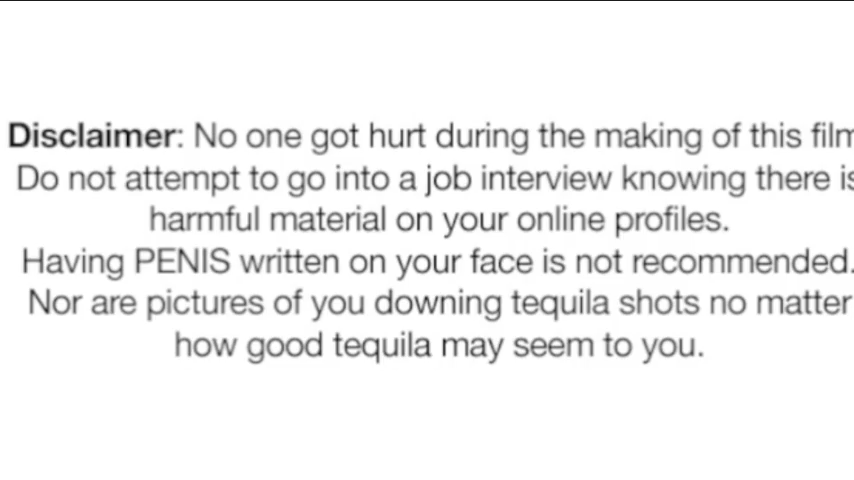 Disclaimer: No one got hurt during the making of this film
Do not attempt to go into a job interview knowing there is
harmful material on your online profiles.
Having PENIS written on your face is not recommended.
Nor are pictures of you downing tequila shots no matter
how good tequila may seem to you.